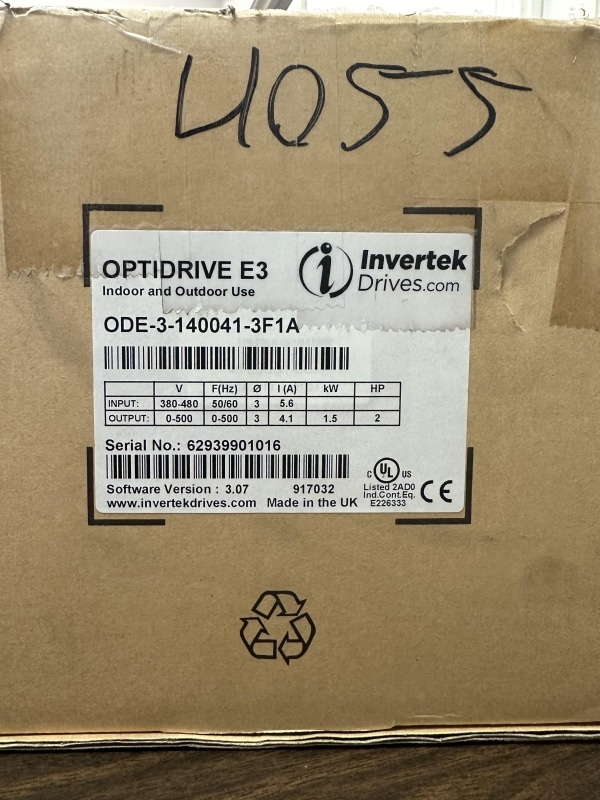 4055
OPTIDRIVE E3
Indoor and Outdoor Use
i Invertek
Drives.com
ODE-3-140041-3F1A
V F(Hz) Ø I (A) kW HP
INPUT: 380-480 50/60 3 5.6
OUTPUT: 0-500 0-500 3 4.1 1.5 2
Serial No.: 62939901016
Software Version : 3.07 917032
www.invertekdrives.com Made in the UK
C UL US
Listed 2AD0
Ind.Cont.Eq.
E226333
CE